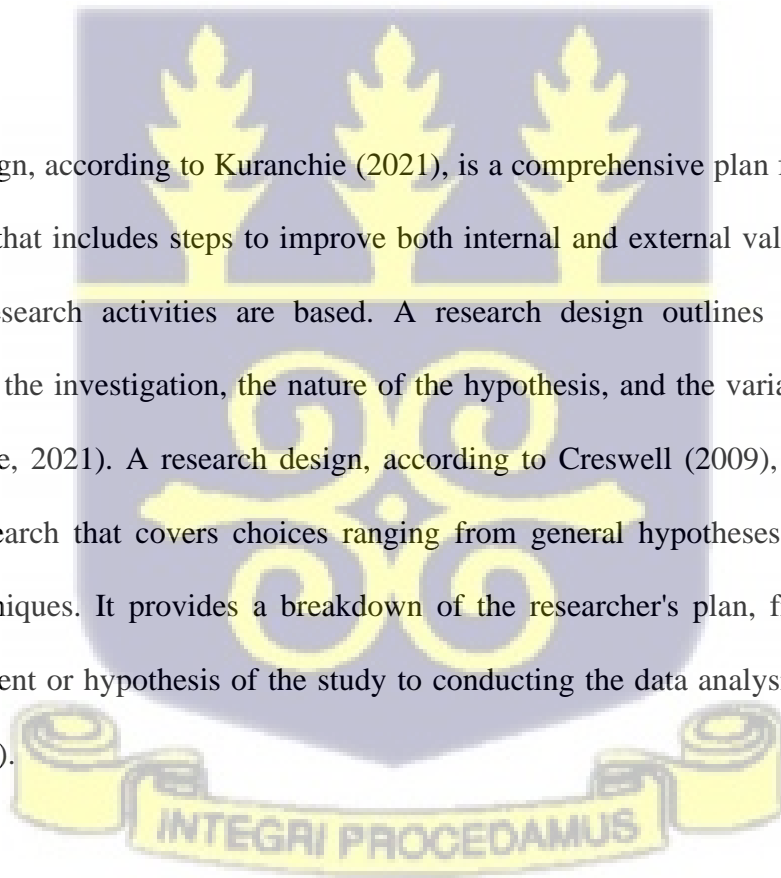 gn, according to Kuranchie (2021), is a comprehensive plan
that includes steps to improve both internal and external val
search activities are based. A research design outlines
the investigation, the nature of the hypothesis, and the varia
e, 2021). A research design, according to Creswell (2009),
earch that covers choices ranging from general hypotheses
niques. It provides a breakdown of the researcher's plan, f
ent or hypothesis of the study to conducting the data analys
).
INTEGRI PROCEDAMUS